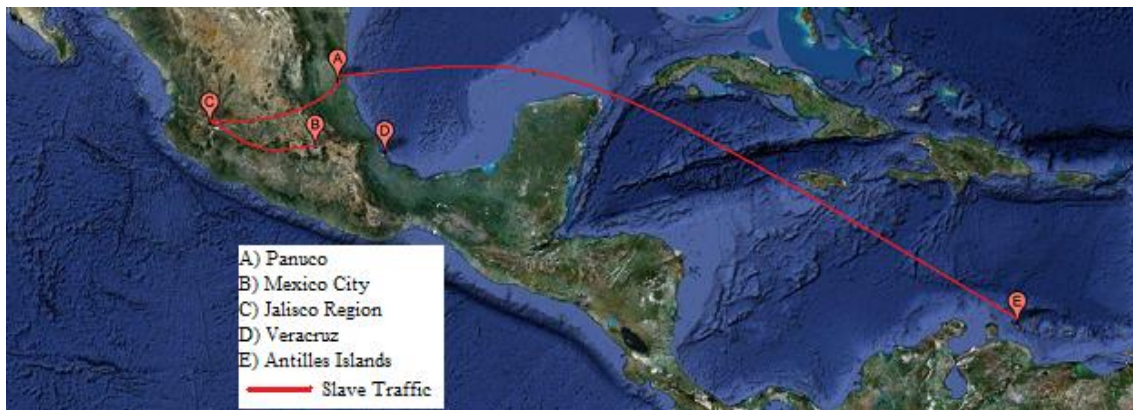 A
C
B
D
E
A) Panuco
B) Mexico City
C) Jalisco Region
D) Veracruz
E) Antilles Islands
Slave Traffic